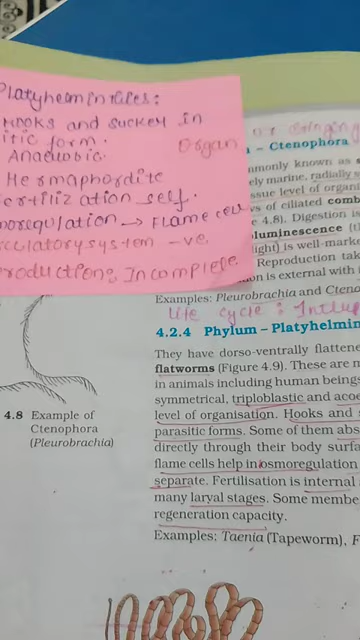 Platyhelminthes:
Hooks and sucker in
itic form. Organ
Anaerobic.
Hermaphrodite
ertilization self.
moregulation → Flame cell
culatory system -ve
roduction: Incomplete
– Ctenophora
mmonly known as
ely marine, radially s
ssue level of organi
ws of ciliated comb
e 4.8). Digestion i
luminescence (t
light) is well-mark
Reproduction tak
on is external with i
Examples: Pleurobrachia and Cteno
Life cycle :
4.2.4 Phylum – Platyhelmin
They have dorso-ventrally flattene
flatworms (Figure 4.9). These are m
in animals including human beings
symmetrical, triploblastic and acoe
level of organisation. Hooks and s
parasitic forms. Some of them abs
directly through their body surfa
flame cells help in osmoregulation
separate. Fertilisation is internal a
many larval stages. Some membe
regeneration capacity.
Examples: Taenia (Tapeworm), F
4.8 Example of
Ctenophora
(Pleurobrachia)